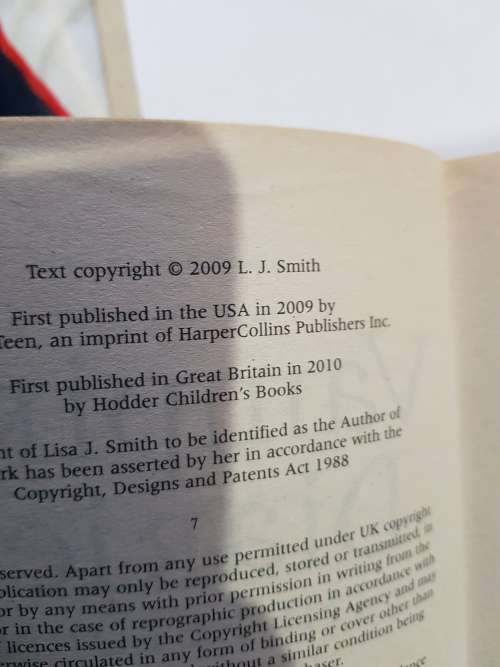 Text copyright © 2009 L. J. Smith
First published in the USA in 2009 by
Teen, an imprint of HarperCollins Publishers Inc.
First published in Great Britain in 2010
by Hodder Children's Books
of Lisa J. Smith to be identified as the Author of
has been asserted by her in accordance with the
Copyright, Designs and Patents Act 1988
7
Apart from any use permitted under UK copyright
may only be reproduced, stored or transmitted, in
or by any means with prior permission in writing from the
or in the case of reprographic production in accordance with
licences issued by the Copyright Licensing Agency and may
circulated in any form of binding or cover other than
without a similar condition being